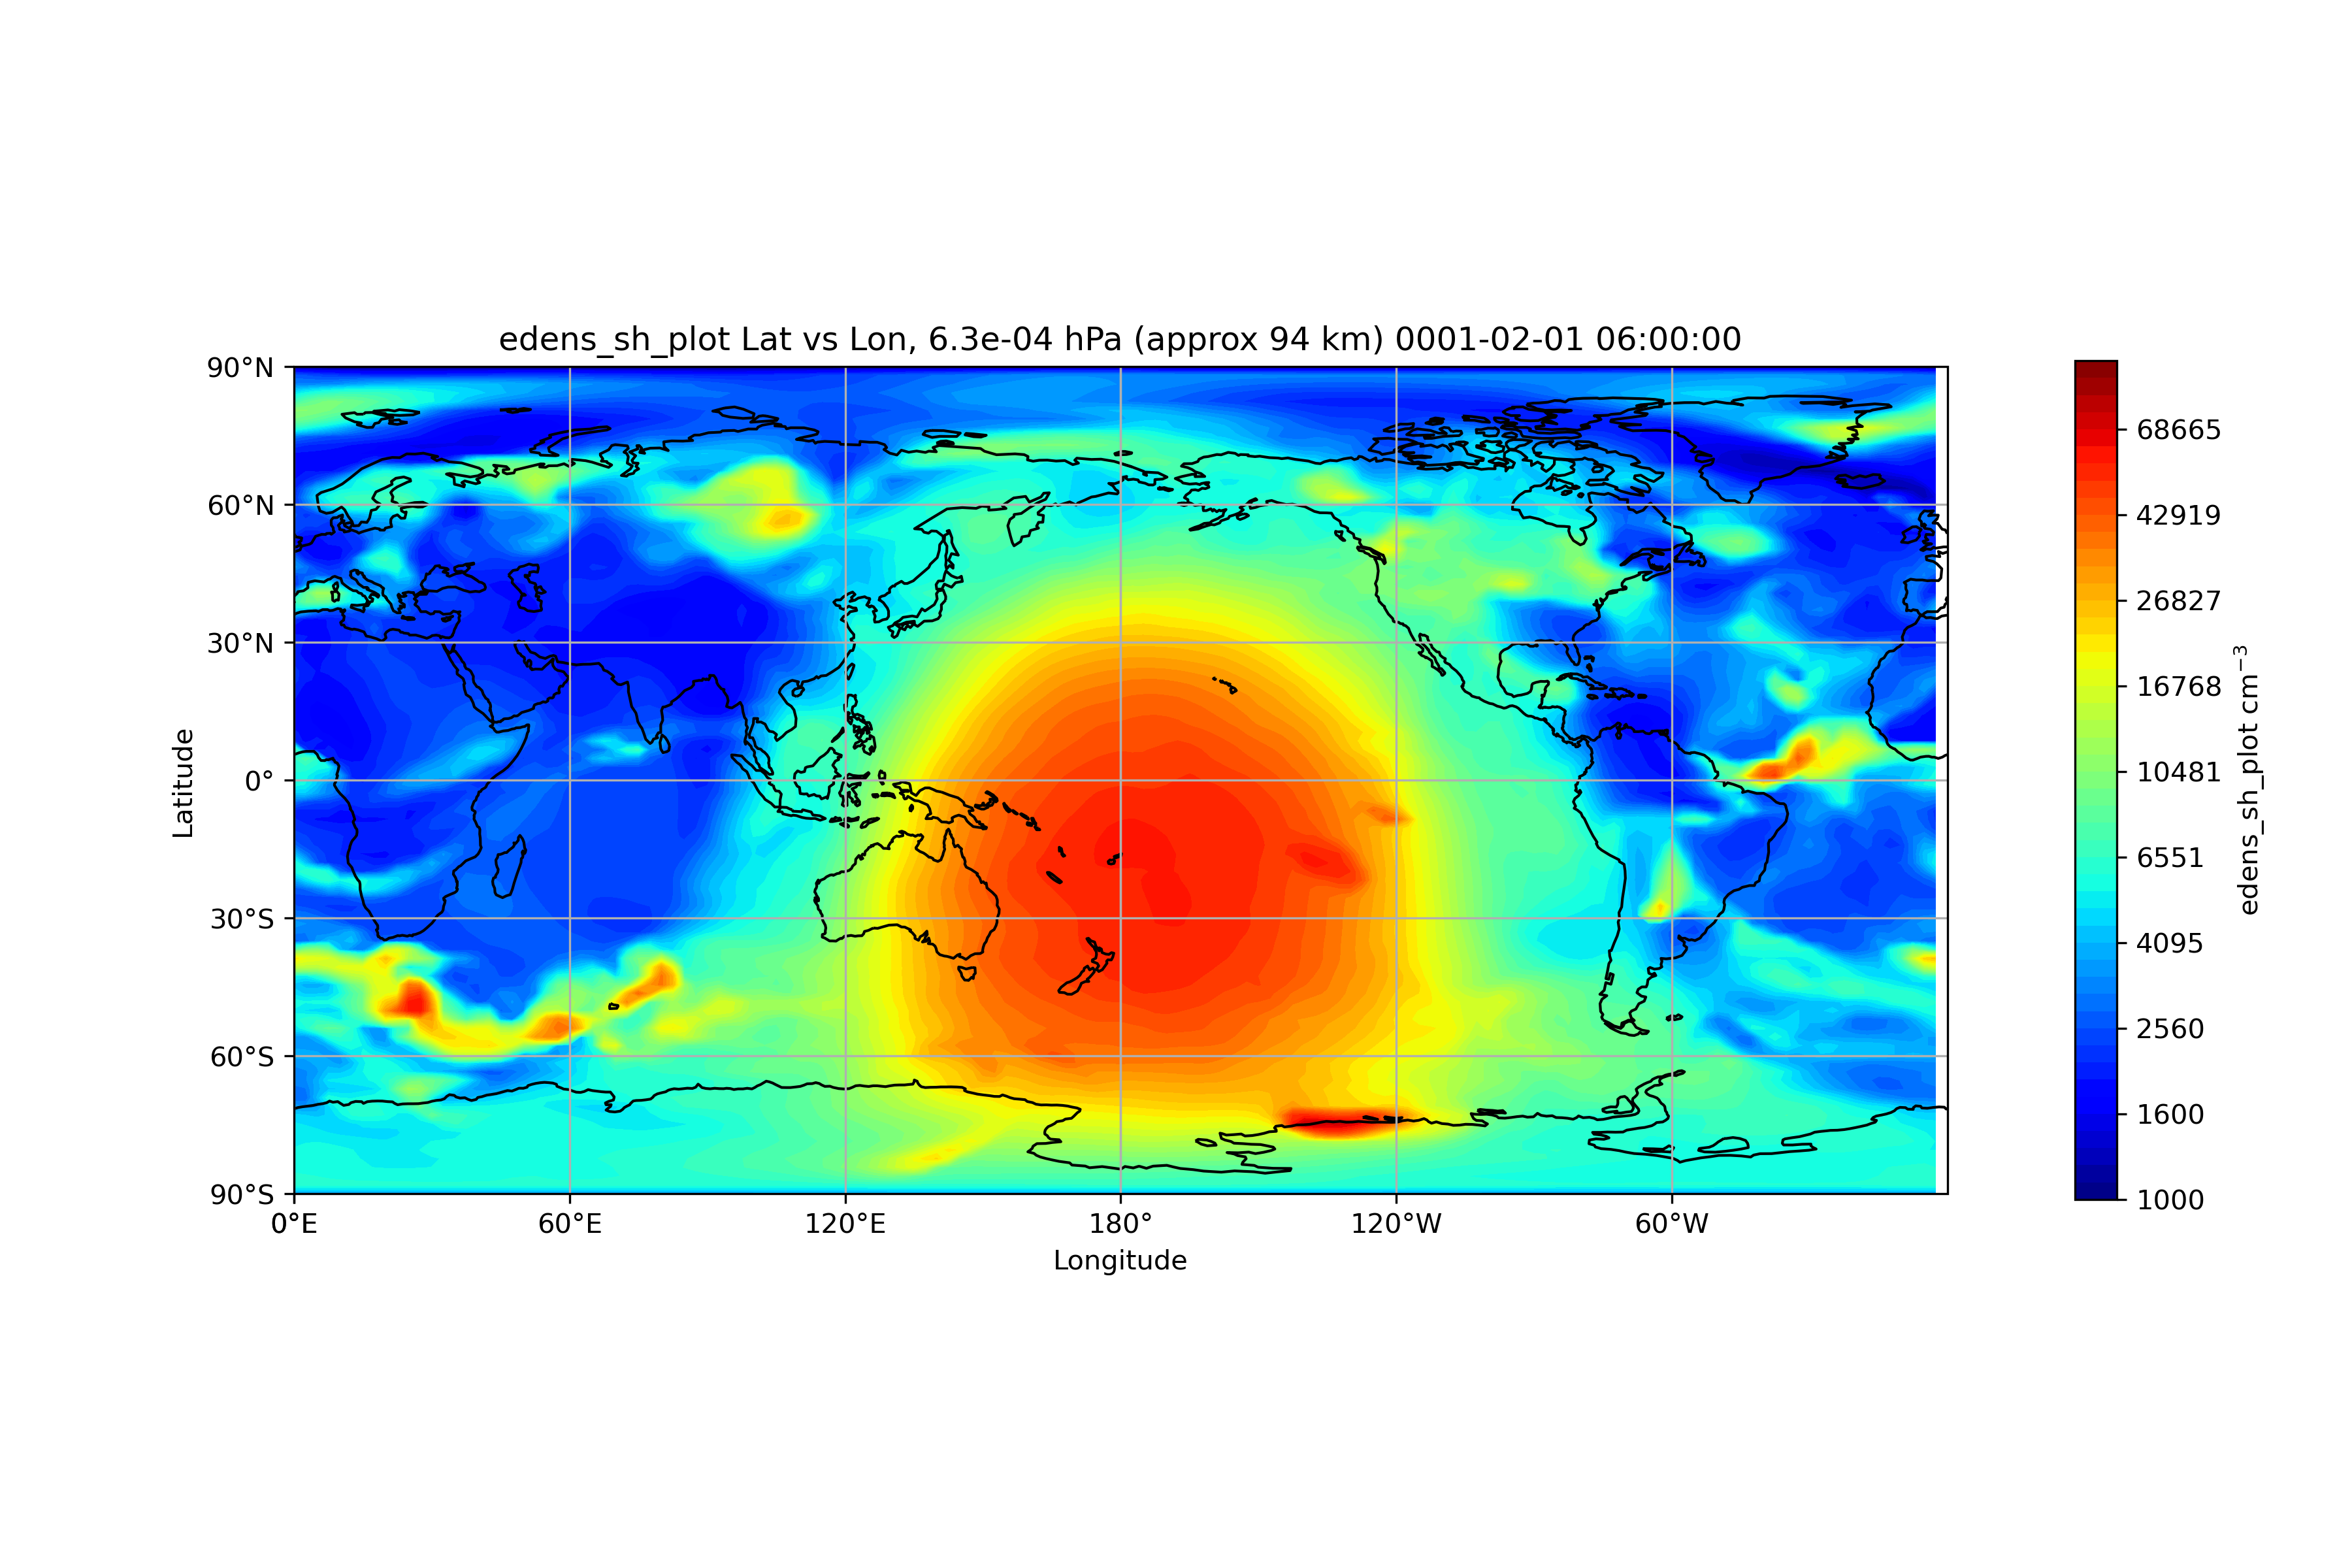 edens_sh_plot Lat vs Lon, 6.3e-04 hPa (approx 94 km) 0001-02-01 06:00:00
90°N
60°N
30°N
0°
30°S
60°S
90°S
Latitude
0°E
60°E
120°E
180°
120°W
60°W
Longitude
68665
42919
26827
16768
10481
6551
4095
2560
1600
1000
edens_sh_plot cm⁻³